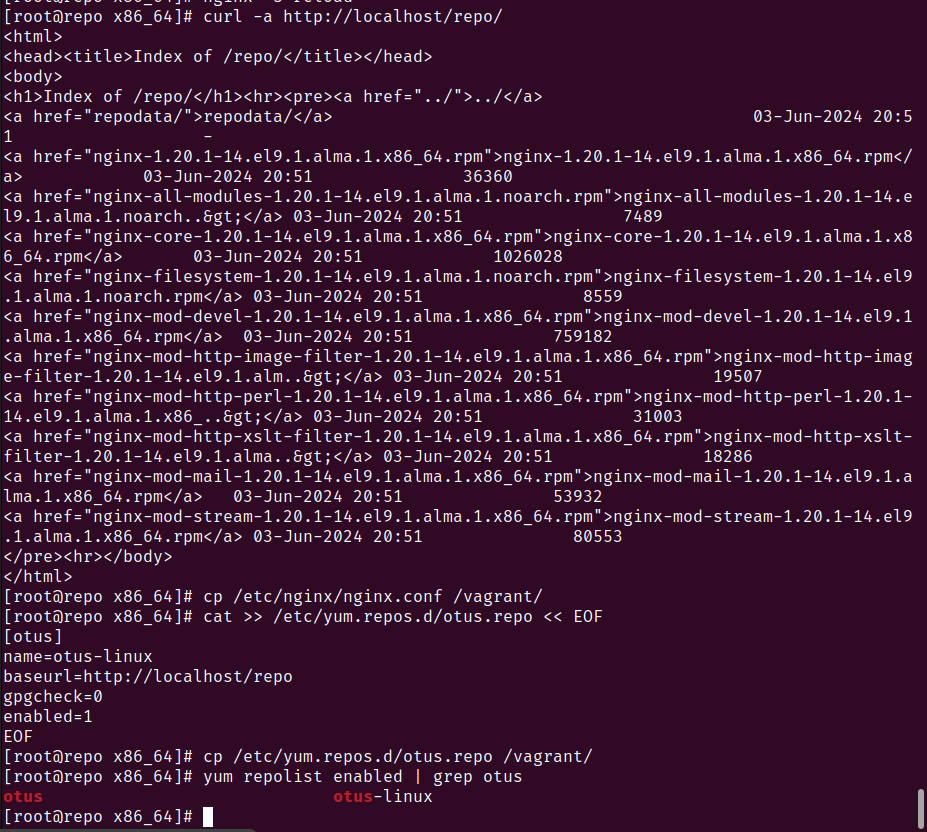 [root@repo x86_64]# curl -a http://localhost/repo/
<html>
<head><title>Index of /repo/</title></head>
<body>
<h1>Index of /repo/</h1><hr><pre><a href="../">../</a>
<a href="repodata/">repodata/</a>                                          03-Jun-2024 20:5
1                   -
<a href="nginx-1.20.1-14.el9.1.alma.1.x86_64.rpm">nginx-1.20.1-14.el9.1.alma.1.x86_64.rpm</
a>            03-Jun-2024 20:51               36360
<a href="nginx-all-modules-1.20.1-14.el9.1.alma.1.noarch.rpm">nginx-all-modules-1.20.1-14.e
l9.1.alma.1.noarch..&gt;</a> 03-Jun-2024 20:51                7489
<a href="nginx-core-1.20.1-14.el9.1.alma.1.x86_64.rpm">nginx-core-1.20.1-14.el9.1.alma.1.x8
6_64.rpm</a>       03-Jun-2024 20:51             1026028
<a href="nginx-filesystem-1.20.1-14.el9.1.alma.1.noarch.rpm">nginx-filesystem-1.20.1-14.el9
.1.alma.1.noarch.rpm</a> 03-Jun-2024 20:51                8559
<a href="nginx-mod-devel-1.20.1-14.el9.1.alma.1.x86_64.rpm">nginx-mod-devel-1.20.1-14.el9.1
.alma.1.x86_64.rpm</a>  03-Jun-2024 20:51              759182
<a href="nginx-mod-http-image-filter-1.20.1-14.el9.1.alma.1.x86_64.rpm">nginx-mod-http-imag
e-filter-1.20.1-14.el9.1.alm..&gt;</a> 03-Jun-2024 20:51               19507
<a href="nginx-mod-http-perl-1.20.1-14.el9.1.alma.1.x86_64.rpm">nginx-mod-http-perl-1.20.1-
14.el9.1.alma.1.x86_..&gt;</a> 03-Jun-2024 20:51               31003
<a href="nginx-mod-http-xslt-filter-1.20.1-14.el9.1.alma.1.x86_64.rpm">nginx-mod-http-xslt-
filter-1.20.1-14.el9.1.alma..&gt;</a> 03-Jun-2024 20:51               18286
<a href="nginx-mod-mail-1.20.1-14.el9.1.alma.1.x86_64.rpm">nginx-mod-mail-1.20.1-14.el9.1.a
lma.1.x86_64.rpm</a>   03-Jun-2024 20:51               53932
<a href="nginx-mod-stream-1.20.1-14.el9.1.alma.1.x86_64.rpm">nginx-mod-stream-1.20.1-14.el9
.1.alma.1.x86_64.rpm</a> 03-Jun-2024 20:51               80553
</pre><hr></body>
</html>
[root@repo x86_64]# cp /etc/nginx/nginx.conf /vagrant/
[root@repo x86_64]# cat >> /etc/yum.repos.d/otus.repo << EOF
[otus]
name=otus-linux
baseurl=http://localhost/repo
gpgcheck=0
enabled=1
EOF
[root@repo x86_64]# cp /etc/yum.repos.d/otus.repo /vagrant/
[root@repo x86_64]# yum repolist enabled | grep otus
otus                             otus-linux
[root@repo x86_64]#